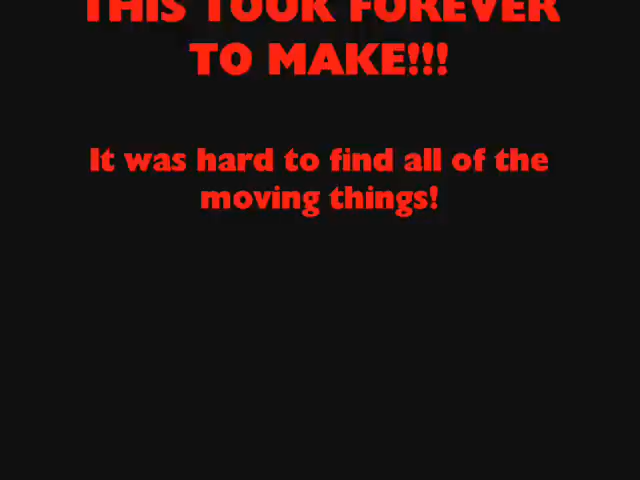 THIS TOOK FOREVER
TO MAKE!!!
It was hard to find all of the
moving things!